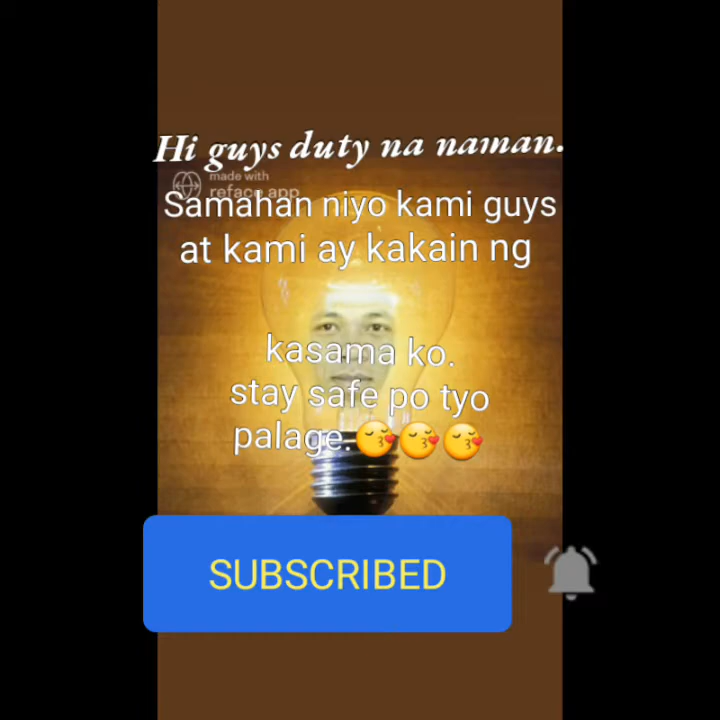 Hi guys duty na naman.
made with
reface app
Samahan niyo kami guys
at kami ay kakain ng
kasama ko.
stay safe po tyo
palage.😚😚😚
SUBSCRIBED